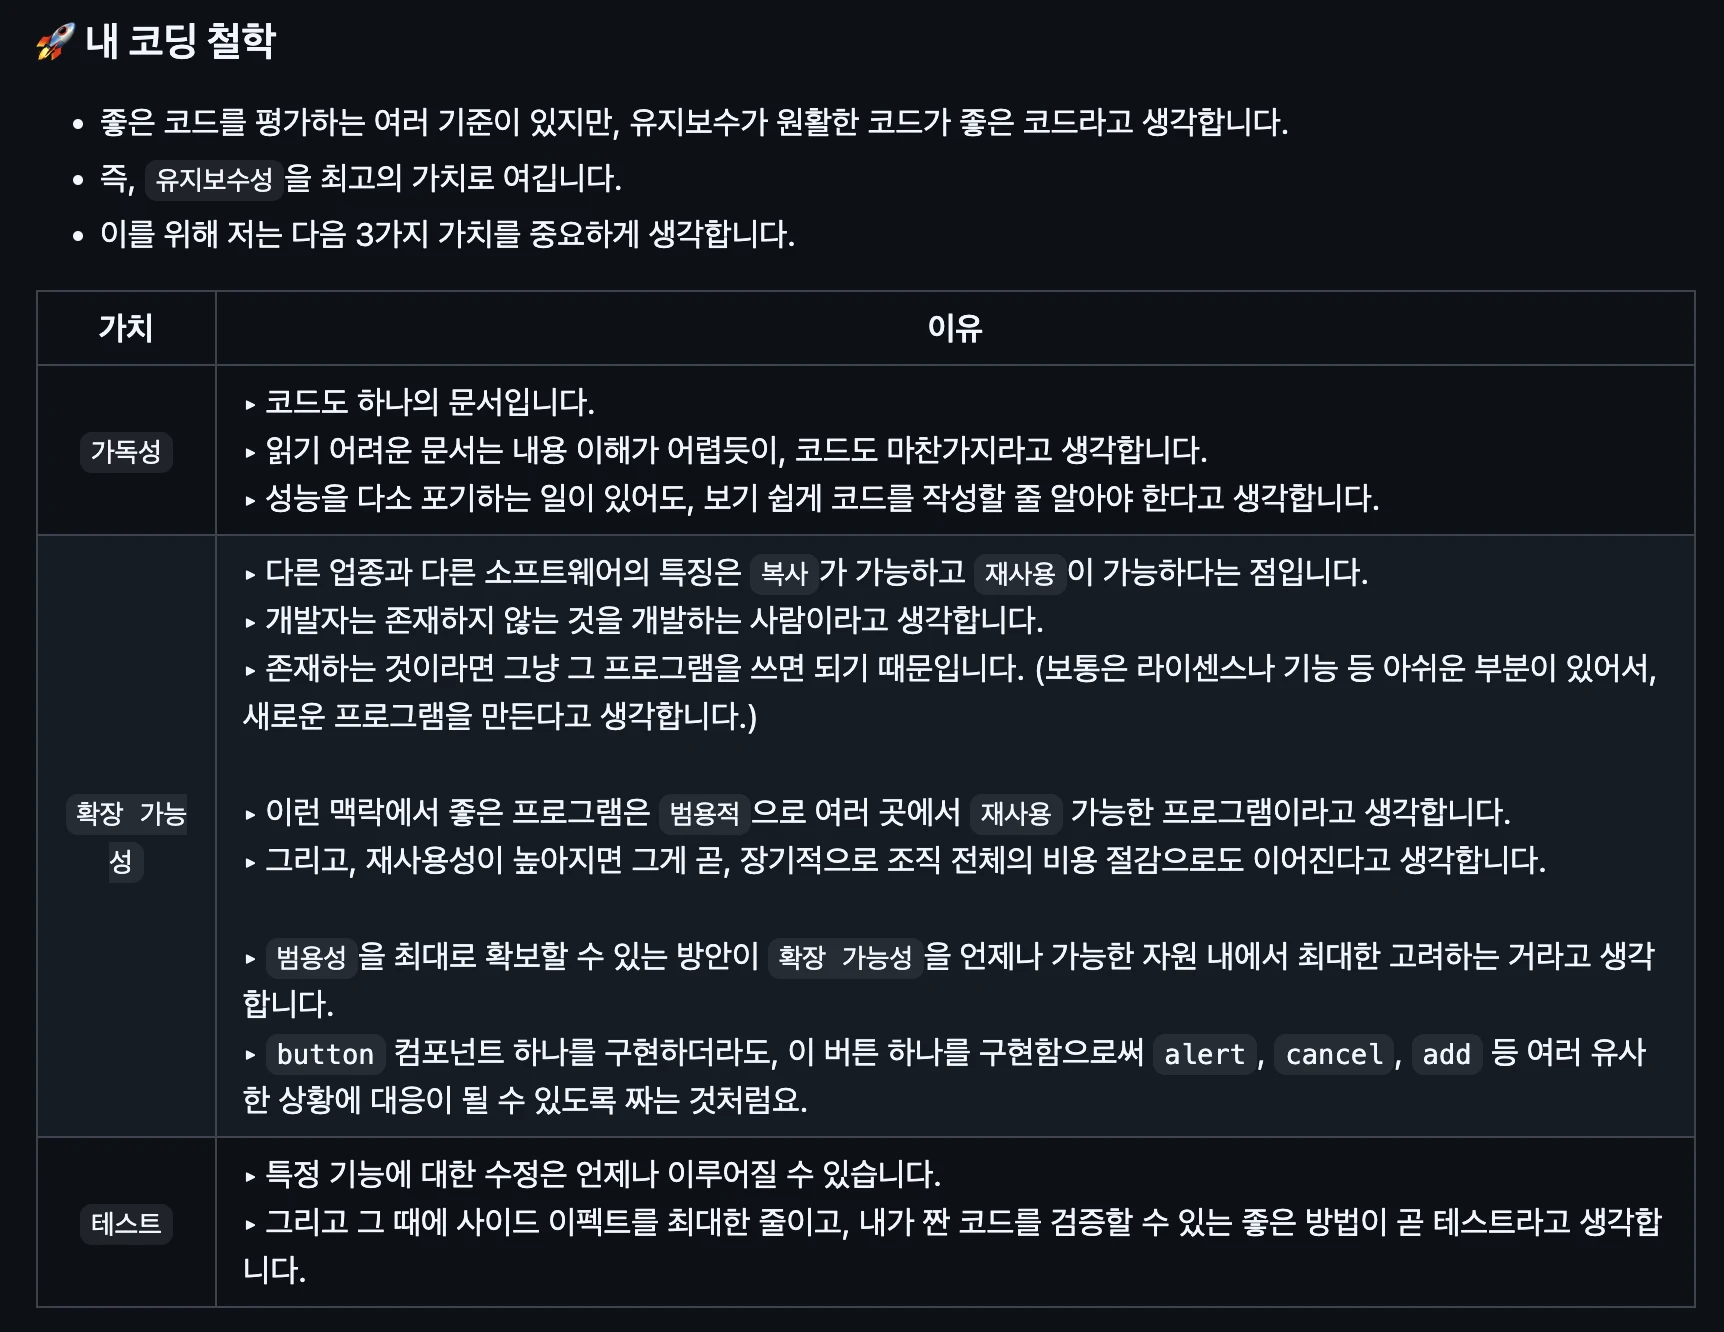 🚀 내 코딩 철학
• 좋은 코드를 평가하는 여러 기준이 있지만, 유지보수가 원활한 코드가 좋은 코드라고 생각합니다.
• 즉, 유지보수성을 최고의 가치로 여깁니다.
• 이를 위해 저는 다음 3가지 가치를 중요하게 생각합니다.
가치
이유
가독성
▸ 코드도 하나의 문서입니다.
▸ 읽기 어려운 문서는 내용 이해가 어렵듯이, 코드도 마찬가지라고 생각합니다.
▸ 성능을 다소 포기하는 일이 있어도, 보기 쉽게 코드를 작성할 줄 알아야 한다고 생각합니다.
확장 가능
성
▸ 다른 업종과 다른 소프트웨어의 특징은 복사가 가능하고 재사용이 가능하다는 점입니다.
▸ 개발자는 존재하지 않는 것을 개발하는 사람이라고 생각합니다.
▸ 존재하는 것이라면 그냥 그 프로그램을 쓰면 되기 때문입니다. (보통은 라이센스나 기능 등 아쉬운 부분이 있어서,
새로운 프로그램을 만든다고 생각합니다.)
▸ 이런 맥락에서 좋은 프로그램은 범용적으로 여러 곳에서 재사용 가능한 프로그램이라고 생각합니다.
▸ 그리고, 재사용성이 높아지면 그게 곧, 장기적으로 조직 전체의 비용 절감으로도 이어진다고 생각합니다.
▸ 범용성을 최대로 확보할 수 있는 방안이 확장 가능성을 언제나 가능한 자원 내에서 최대한 고려하는 거라고 생각
합니다.
▸ button 컴포넌트 하나를 구현하더라도, 이 버튼 하나를 구현함으로써 alert, cancel, add 등 여러 유사
한 상황에 대응이 될 수 있도록 짜는 것처럼요.
테스트
▸ 특정 기능에 대한 수정은 언제나 이루어질 수 있습니다.
▸ 그리고 그 때에 사이드 이펙트를 최대한 줄이고, 내가 짠 코드를 검증할 수 있는 좋은 방법이 곧 테스트라고 생각합
니다.